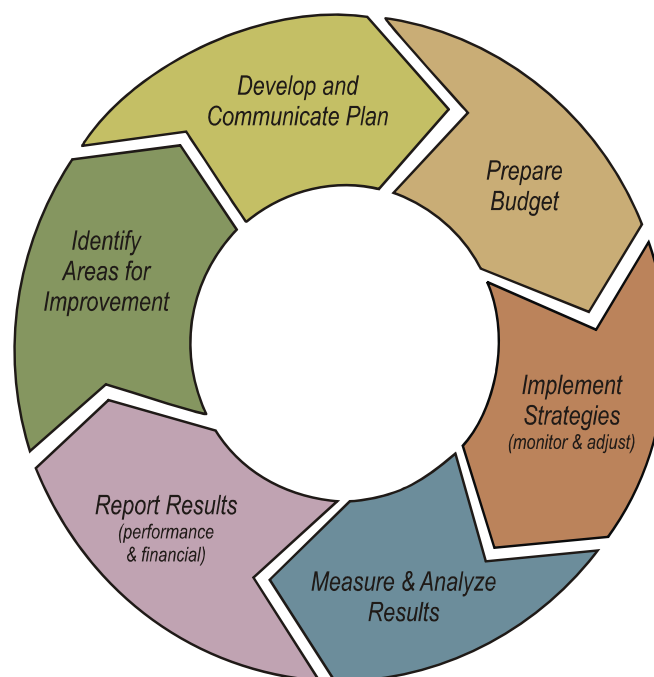 Develop and
Communicate Plan
Prepare
Budget
Implement
Strategies
(monitor & adjust)
Measure & Analyze
Results
Report Results
(performance
& financial)
Identify
Areas for
Improvement